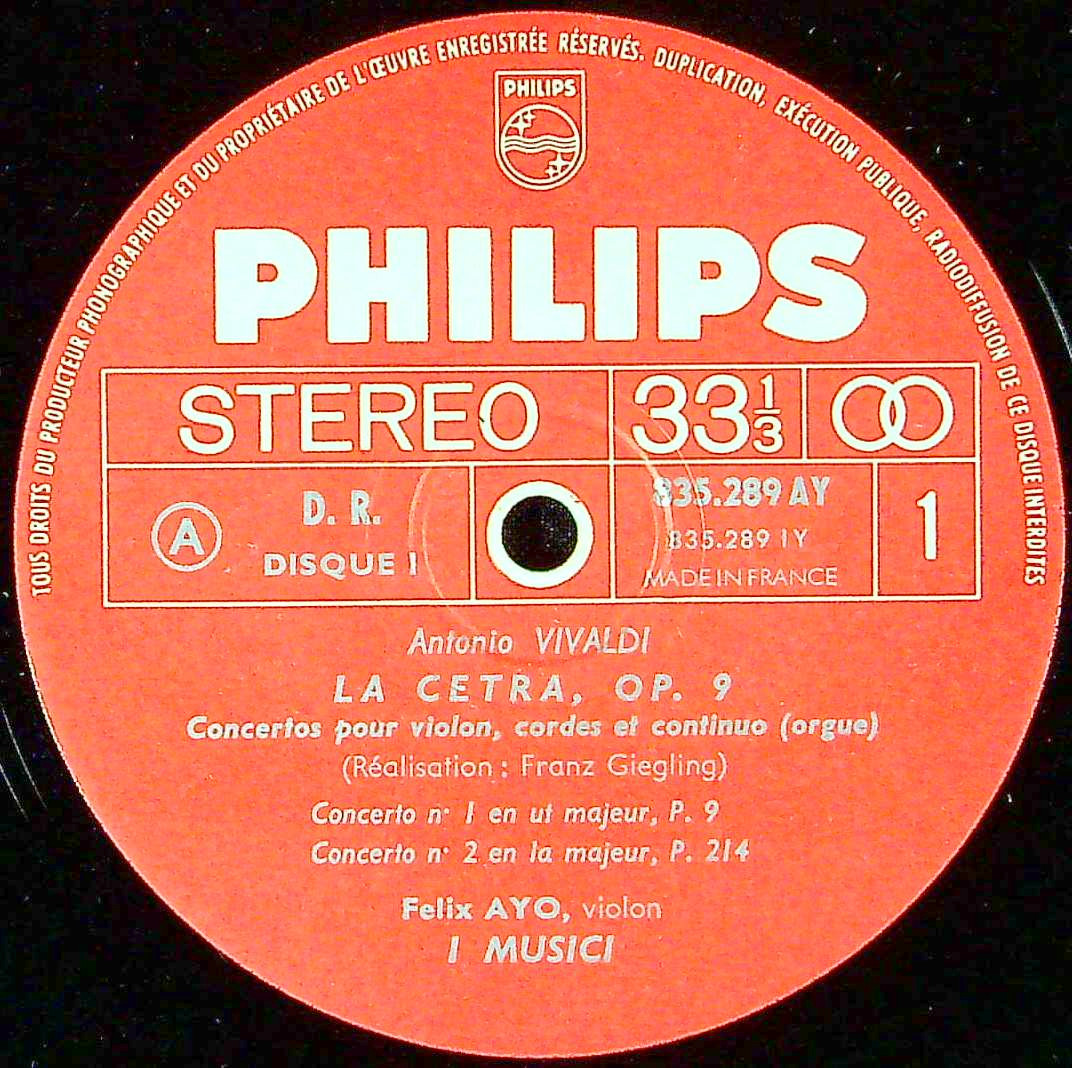 TOUS DROITS DU PRODUCTEUR PHONOGRAPHIQUE ET DU PROPRIÉTAIRE DE L'ŒUVRE ENREGISTRÉE RÉSERVÉS. DUPLICATION, EXÉCUTION PUBLIQUE, RADIODIFFUSION DE CE DISQUE INTERDITES
PHILIPS
PHILIPS
STEREO 33 1/3
A D. R. 835.289 AY 1
DISQUE I 835.289 1Y
MADE IN FRANCE
Antonio VIVALDI
LA CETRA, OP. 9
Concertos pour violon, cordes et continuo (orgue)
(Réalisation : Franz Giegling)
Concerto n° 1 en ut majeur, P. 9
Concerto n° 2 en la majeur, P. 214
Felix AYO, violon
I MUSICI